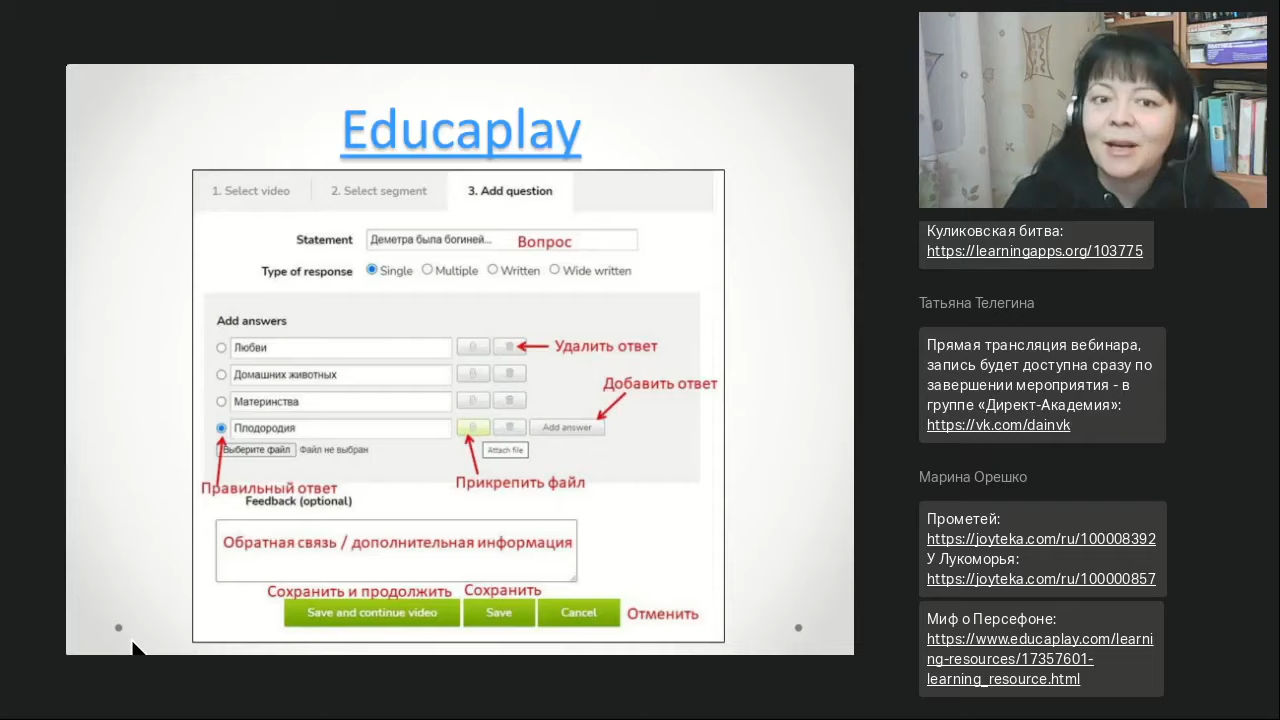 Educaplay
1. Select video
2. Select segment
3. Add question
Statement
Деметра была богиней...
Вопрос
Type of response
Single
Multiple
Written
Wide written
Add answers
Любви
Удалить ответ
Домашних животных
Добавить ответ
Материнства
Плодородия
Add answer
Выберите файл
Файл не выбран
Attach file
Правильный ответ
Прикрепить файл
Feedback (optional)
Обратная связь / дополнительная информация
Сохранить и продолжить
Сохранить
Save and continue video
Save
Cancel
Отменить
Куликовская битва:
https://learningapps.org/103775
Татьяна Телегина
Прямая трансляция вебинара,
запись будет доступна сразу по
завершении мероприятия - в
группе «Директ-Академия»:
https://vk.com/dainvk
Марина Орешко
Прометей:
https://joyteka.com/ru/100008392
У Лукоморья:
https://joyteka.com/ru/100000857
Миф о Персефоне:
https://www.educaplay.com/learni
ng-resources/17357601-
learning_resource.html